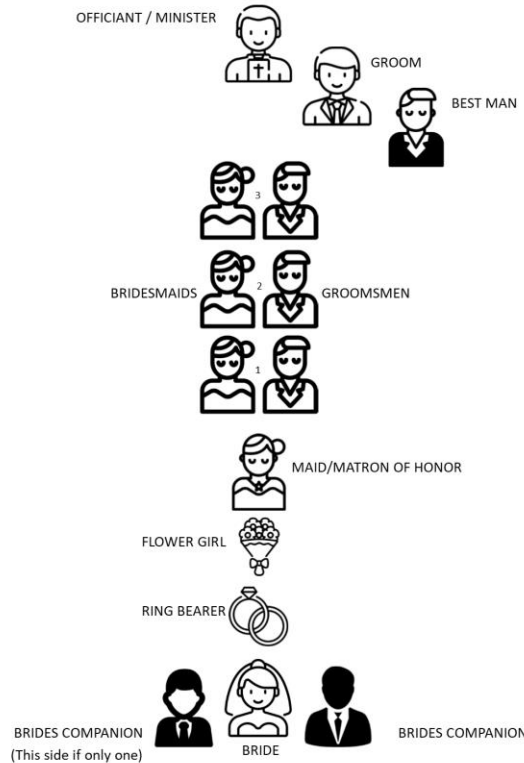 OFFICIANT / MINISTER
GROOM
BEST MAN
3
BRIDESMAIDS 2 GROOMSMEN
1
MAID/MATRON OF HONOR
FLOWER GIRL
RING BEARER
BRIDES COMPANION BRIDES COMPANION
(This side if only one) BRIDE